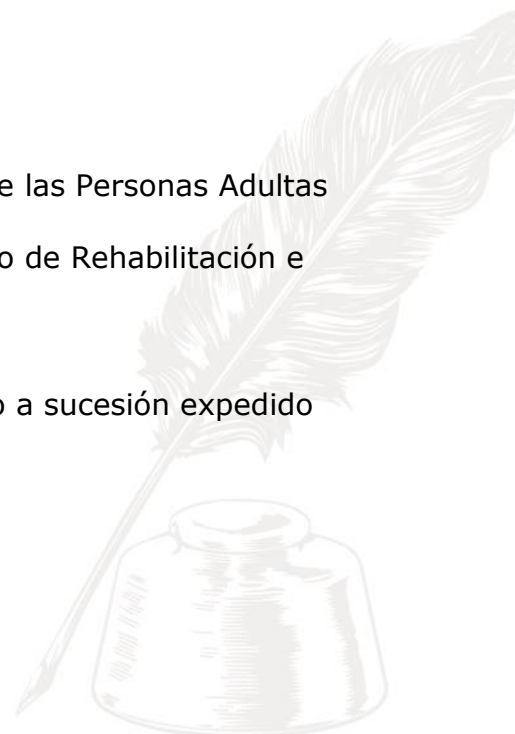 e las Personas Adultas
o de Rehabilitación e
o a sucesión expedido